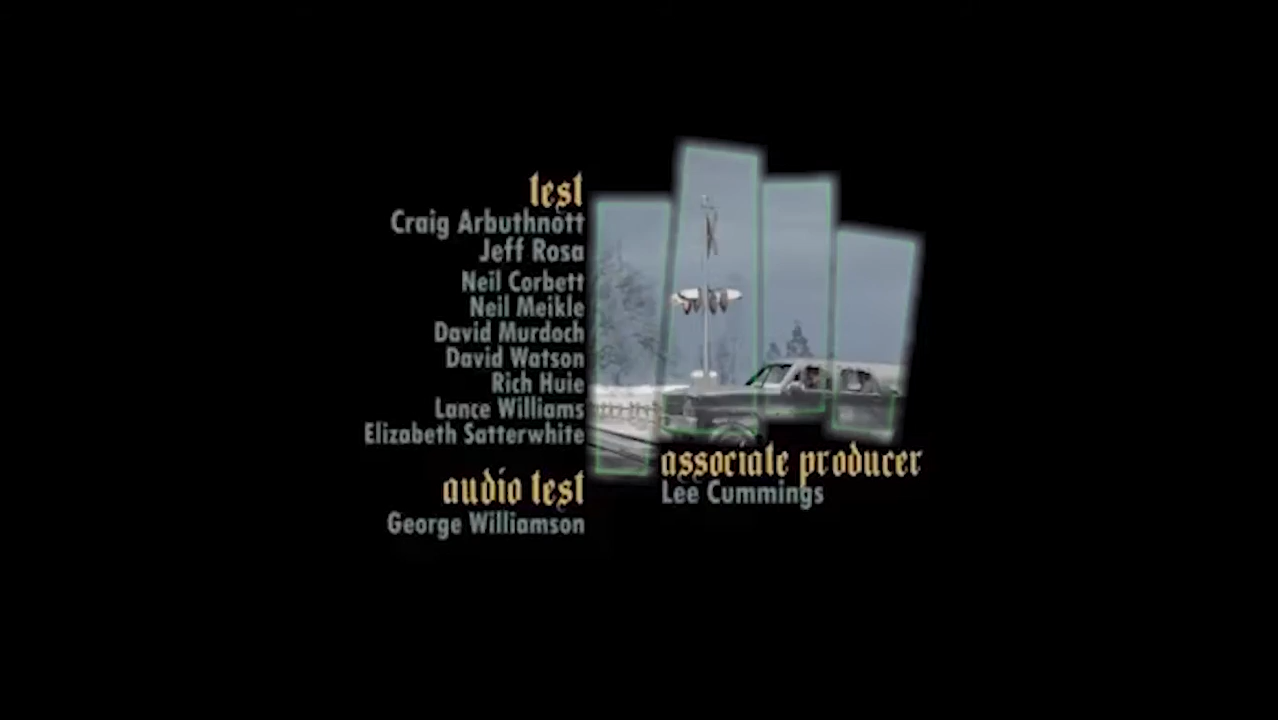 test
Craig Arbuthnott
Jeff Rosa
Neil Corbett
Neil Meikle
David Murdoch
David Watson
Rich Huie
Lance Williams
Elizabeth Satterwhite
audio test
George Williamson
associate producer
Lee Cummings